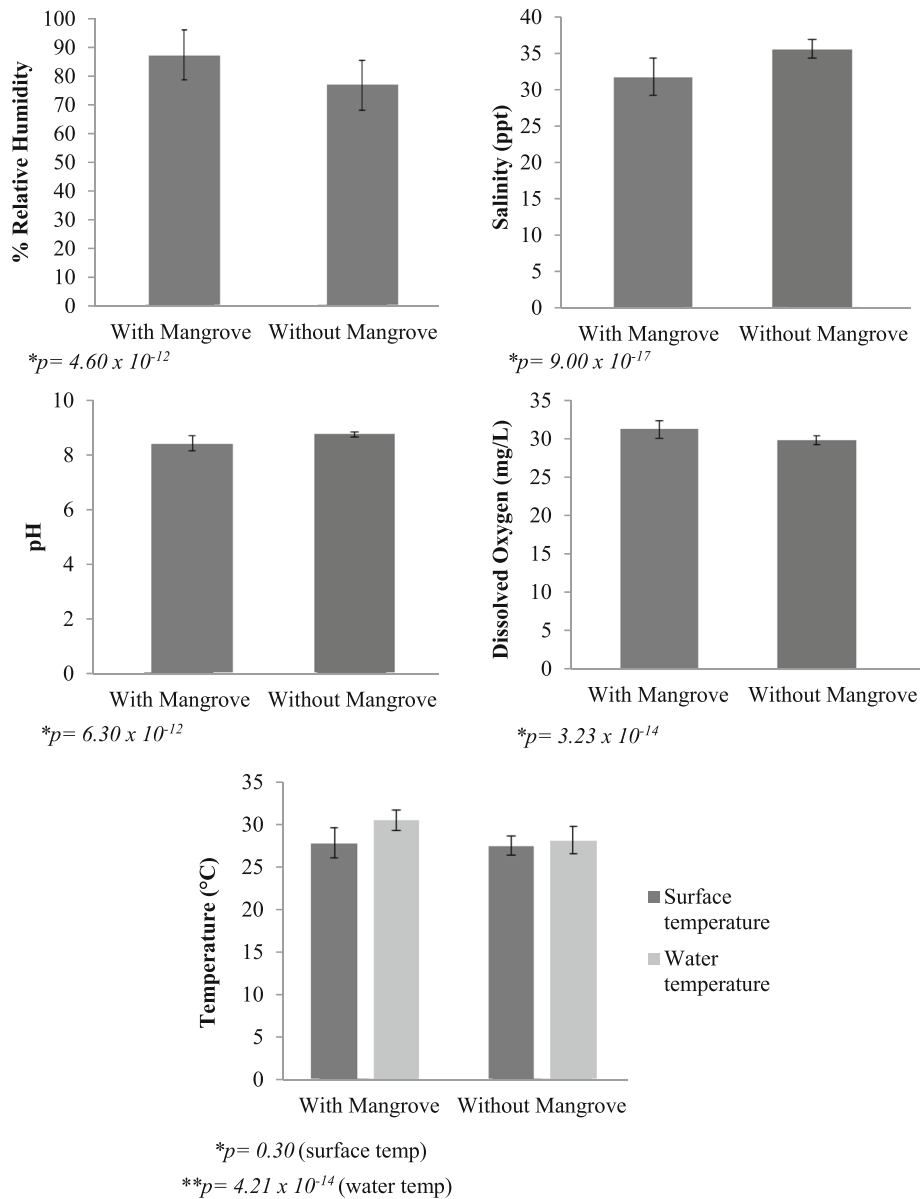 100
90
80
70
60
50
40
30
20
10
0
% Relative Humidity
With Mangrove Without Mangrove
*p= 4.60 x 10-12
40
35
30
25
20
15
10
5
0
Salinity (ppt)
With Mangrove Without Mangrove
*p= 9.00 x 10-17
10
8
6
4
2
0
pH
With Mangrove Without Mangrove
*p= 6.30 x 10-12
35
30
25
20
15
10
5
0
Dissolved Oxygen (mg/L)
With Mangrove Without Mangrove
*p= 3.23 x 10-14
35
30
25
20
15
10
5
0
Temperature (°C)
With Mangrove Without Mangrove
Surface
temperature
Water
temperature
*p= 0.30 (surface temp)
**p= 4.21 x 10-14 (water temp)